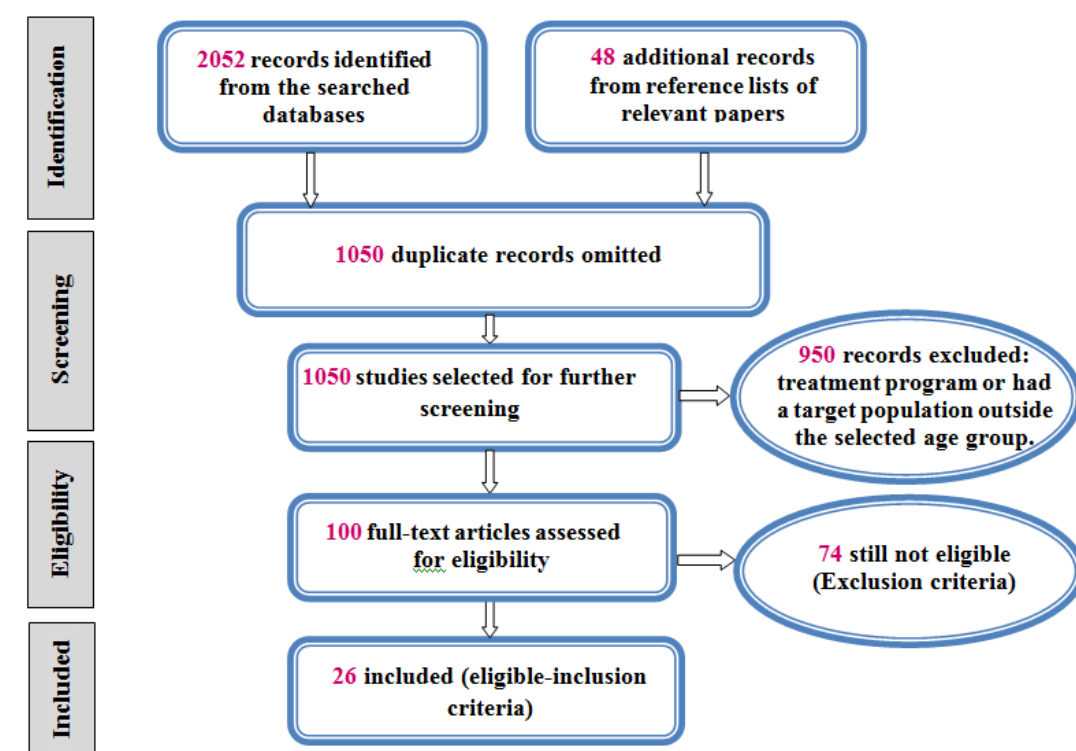 Identification
2052 records identified
from the searched
databases
48 additional records
from reference lists of
relevant papers
Screening
1050 duplicate records omitted
1050 studies selected for further
screening
950 records excluded:
treatment program or had
a target population outside
the selected age group.
Eligibility
100 full-text articles assessed
for eligibility
74 still not eligible
(Exclusion criteria)
Included
26 included (eligible-inclusion
criteria)